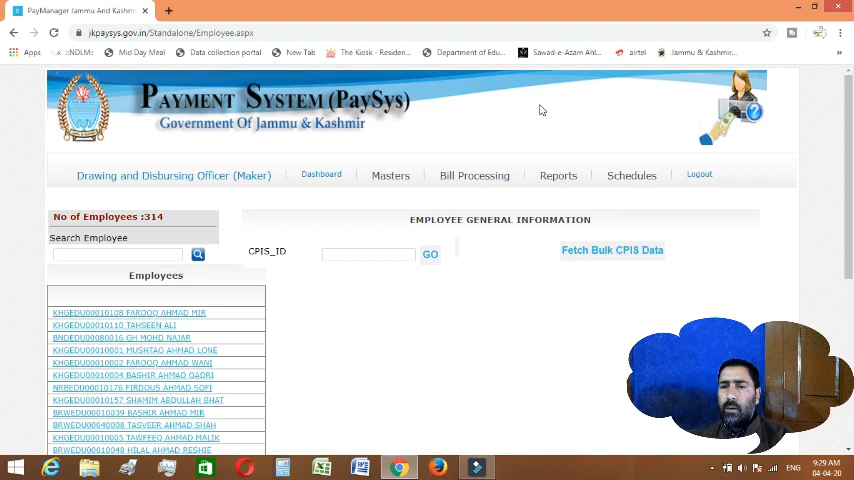 PayManager Jammu And Kashm
jkpaysys.gov.in/Standalone/Employee.aspx
Apps
::NDLM::
Mid Day Meal
Data collection portal
New Tab
The Kiosk - Residen...
Department of Edu...
Sawad-e-Azam Ahl...
airtel
Jammu & Kashmir...
PAYMENT SYSTEM (PaySys)
Government Of Jammu & Kashmir
Drawing and Disbursing Officer (Maker)
Dashboard
Masters
Bill Processing
Reports
Schedules
Logout
No of Employees :314
Search Employee
EMPLOYEE GENERAL INFORMATION
CPIS_ID
GO
Fetch Bulk CPIS Data
Employees
KHGEDU00010108 FAROOQ AHMAD MIR
KHGEDU00010110 TAHSEEN ALI
BNDEDU00080016 GH MOHD NAJAR
KHGEDU00010001 MUSHTAQ AHMAD LONE
KHGEDU00010002 FAROOQ AHMAD WANI
KHGEDU00010004 BASHIR AHMAD QADRI
NRBEDU00010176 FIRDOUS AHMAD SOFI
KHGEDU00010157 SHAMIM ABDULLAH BHAT
BRWEDU00010039 BASHIR AHMAD MIR
BRWEDU00040008 TASVEER AHMAD SHAH
KHGEDU00010005 TAWFEEQ AHMAD MALIK
BRWEDU00010048 HILAL AHMAD RESHIE
ENG
9:29 AM
04-04-20